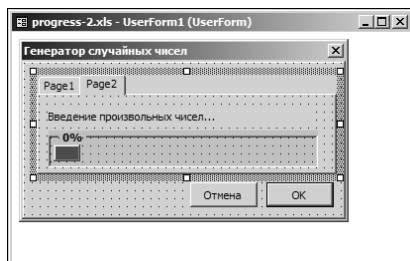 progress-2.xls - UserForm1 (UserForm)
Генератор случайных чисел
Page1 Page2
Введение произвольных чисел...
0%
Отмена OK